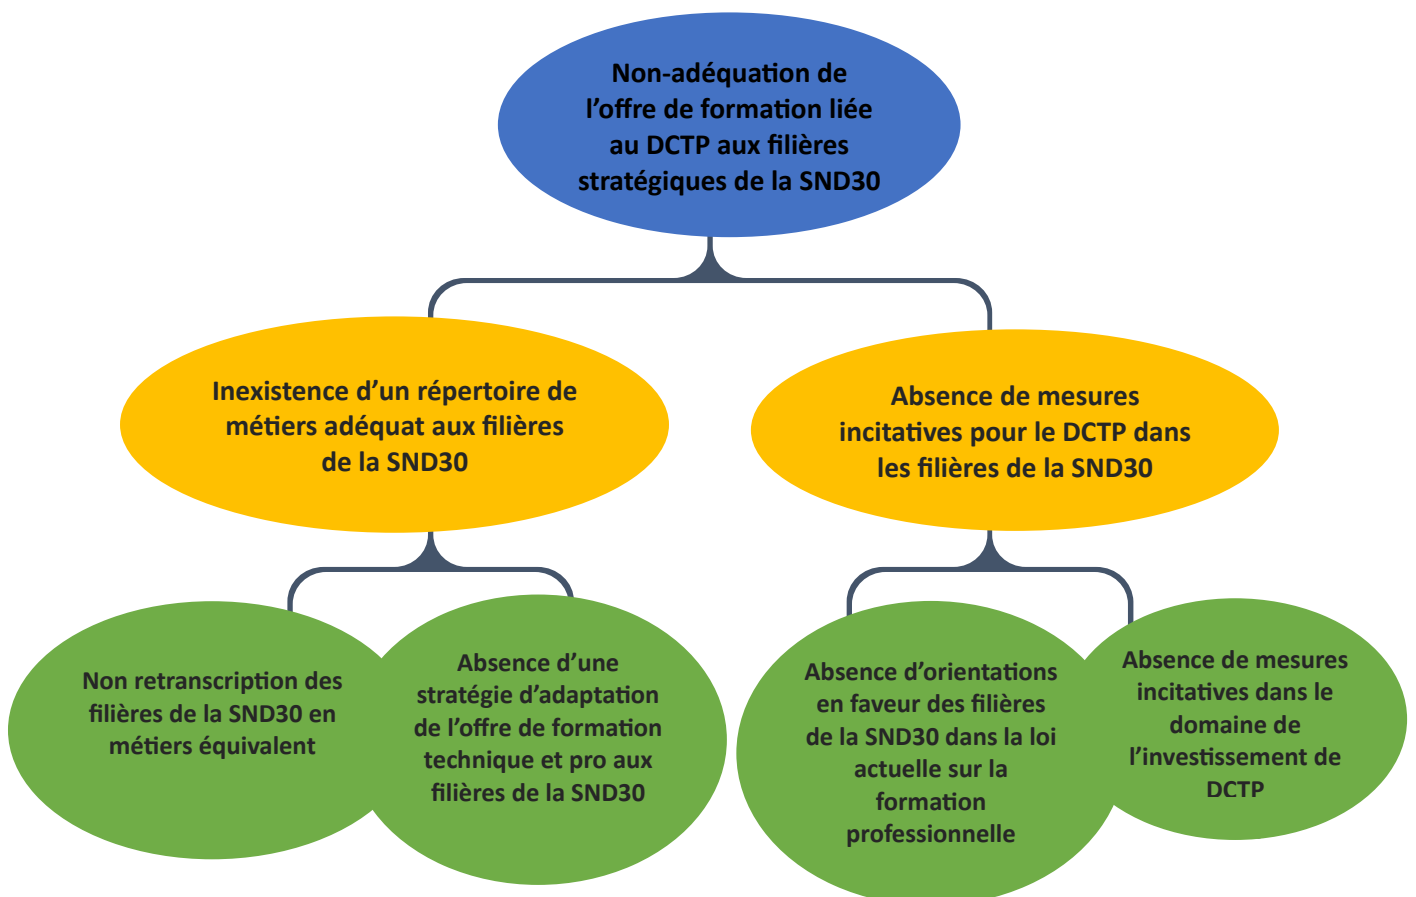 Non-adéquation de
l’offre de formation liée
au DCTP aux filières
stratégiques de la SND30
Inexistence d’un répertoire de
métiers adéquat aux filières
de la SND30
Absence de mesures
incitatives pour le DCTP dans
les filières de la SND30
Non retranscription des
filières de la SND30 en
métiers équivalent
Absence d’une
stratégie d’adaptation
de l’offre de formation
technique et pro aux
filières de la SND30
Absence d’orientations
en faveur des filières
de la SND30 dans la loi
actuelle sur la
formation
professionnelle
Absence de mesures
incitatives dans le
domaine de
l’investissement de
DCTP